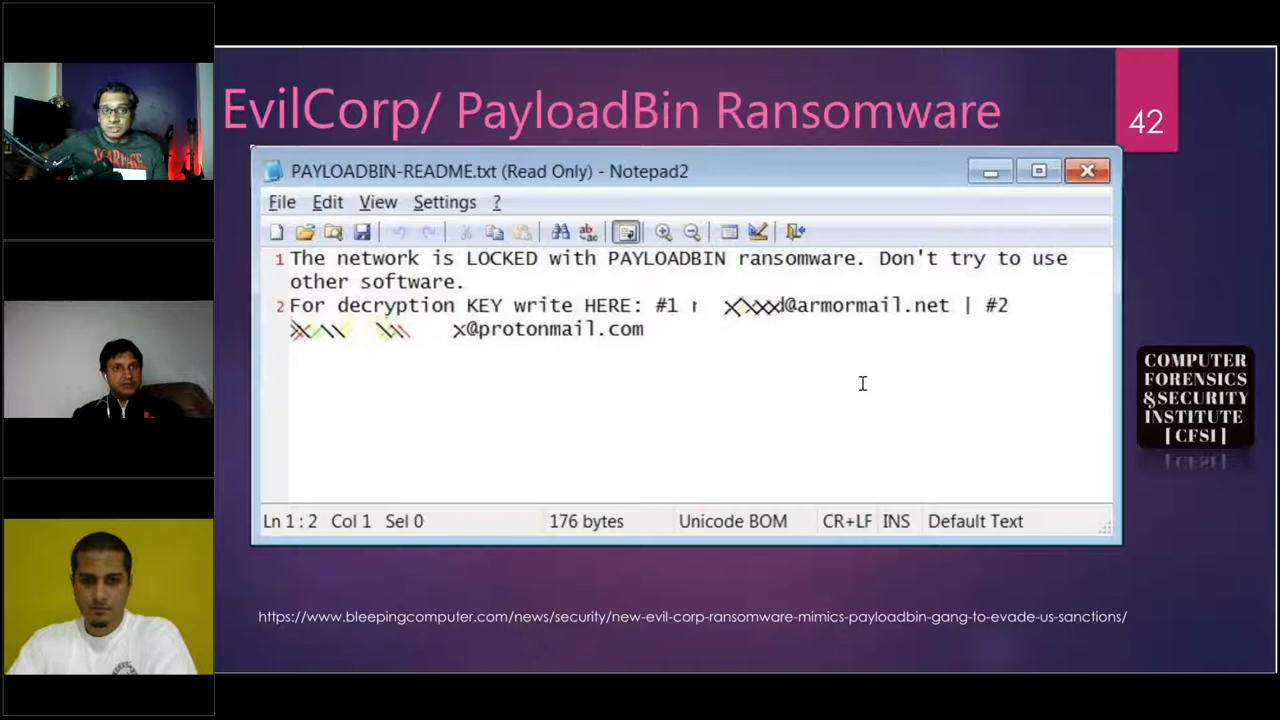 EvilCorp/ PayloadBin Ransomware
42
PAYLOADBIN-README.txt (Read Only) - Notepad2
File Edit View Settings ?
1 The network is LOCKED with PAYLOADBIN ransomware. Don't try to use
other software.
2 For decryption KEY write HERE: #1 @armormail.net | #2
x@protonmail.com
Ln 1 : 2 Col 1 Sel 0 176 bytes Unicode BOM CR+LF INS Default Text
COMPUTER
FORENSICS
&SECURITY
INSTITUTE
[ CFSI ]
https://www.bleepingcomputer.com/news/security/new-evil-corp-ransomware-mimics-payloadbin-gang-to-evade-us-sanctions/